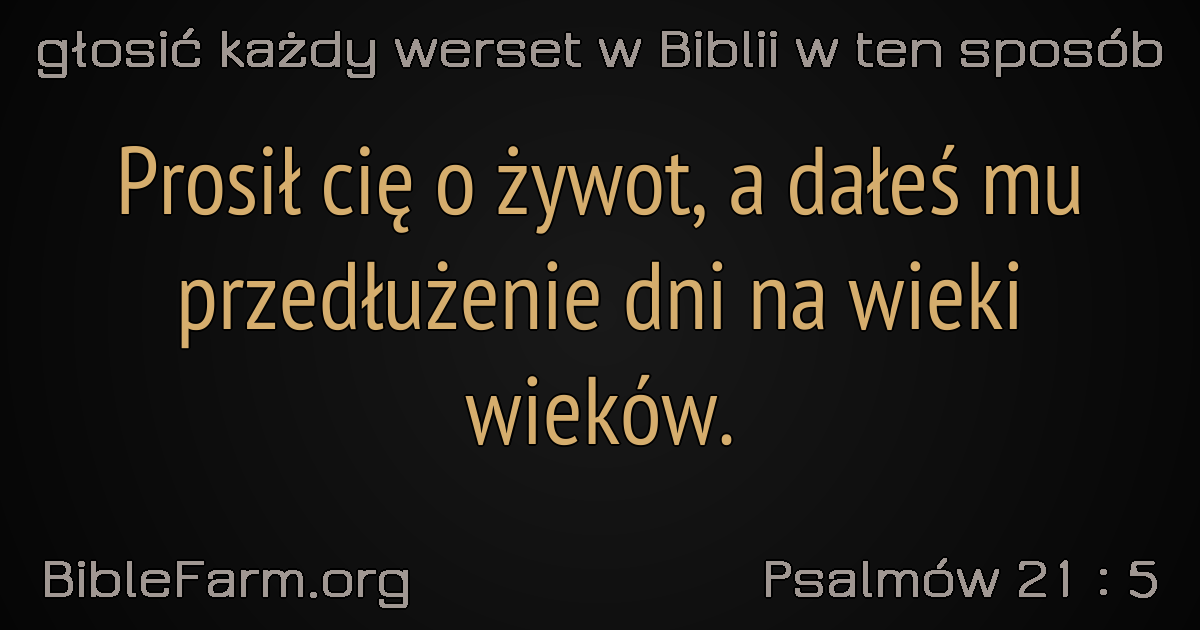 głosić każdy werset w Biblii w ten sposób
Prosił cię o żywot, a dałeś mu
przedłużenie dni na wieki
wieków.
BibleFarm.org
Psalmów 21 : 5